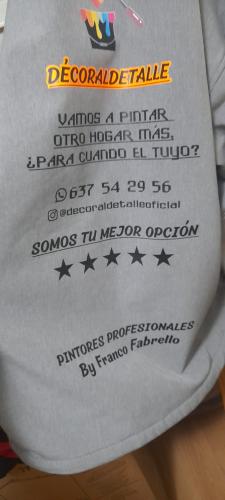 DÉCORALDETALLE
VAMOS A PINTAR
OTRO HOGAR MÁS,
¿PARA CUANDO EL TUYO?
637 54 29 56
@decoraldetalleoficial
SOMOS TU MEJOR OPCIÓN
PINTORES PROFESIONALES
By Franco Fabrello